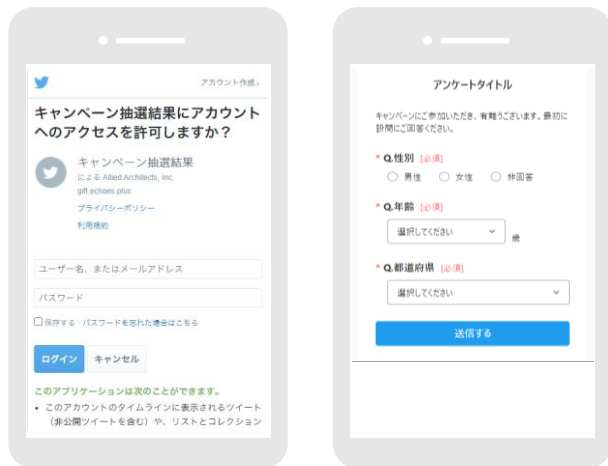 アカウント作成›
キャンペーン抽選結果にアカウント
へのアクセスを許可しますか？
キャンペーン抽選結果
による Allied Architects, Inc.
gift.echoes.plus
プライバシーポリシー
利用規約
ユーザー名、またはメールアドレス
パスワード
保存する パスワードを忘れた場合はこちら
ログイン キャンセル
このアプリケーションは次のことができます。
• このアカウントのタイムラインに表示されるツイート
（非公開ツイートを含む）や、リストとコレクション
アンケートタイトル
キャンペーンにご参加いただき、有難うございます。最初に
設問にご回答ください。
* Q.性別 [必須]
男性 女性 非回答
* Q.年齢 [必須]
選択してください 歳
* Q.都道府県 [必須]
選択してください
送信する